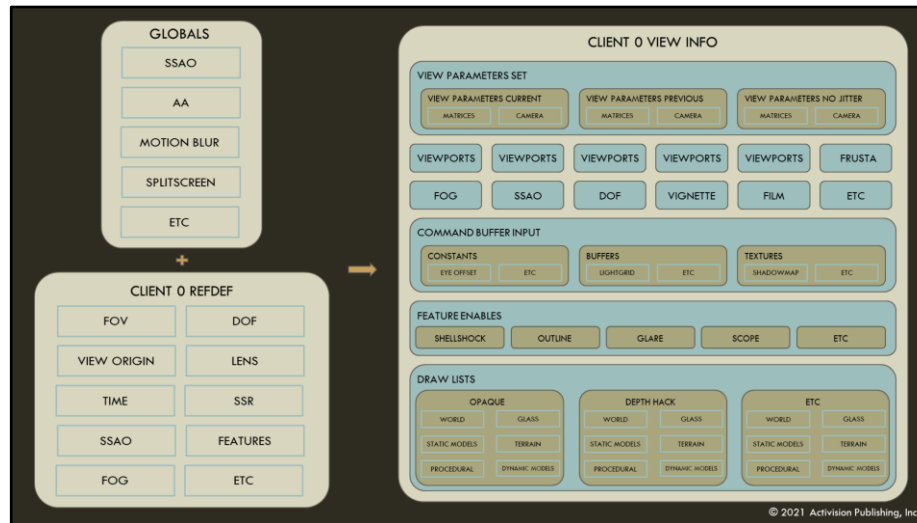 GLOBALS
SSAO
AA
MOTION BLUR
SPLITSCREEN
ETC
+
CLIENT 0 REFDEF
FOV DOF
VIEW ORIGIN LENS
TIME SSR
SSAO FEATURES
FOG ETC
CLIENT 0 VIEW INFO
VIEW PARAMETERS SET
VIEW PARAMETERS CURRENT VIEW PARAMETERS PREVIOUS VIEW PARAMETERS NO JITTER
MATRICES CAMERA MATRICES CAMERA MATRICES CAMERA
VIEWPORTS VIEWPORTS VIEWPORTS VIEWPORTS VIEWPORTS FRUSTA
FOG SSAO DOF VIGNETTE FILM ETC
COMMAND BUFFER INPUT
CONSTANTS BUFFERS TEXTURES
EYE OFFSET ETC LIGHTGRID ETC SHADOWMAP ETC
FEATURE ENABLES
SHELLSHOCK OUTLINE GLARE SCOPE ETC
DRAW LISTS
OPAQUE DEPTH HACK ETC
WORLD GLASS WORLD GLASS WORLD GLASS
STATIC MODELS TERRAIN STATIC MODELS TERRAIN STATIC MODELS TERRAIN
PROCEDURAL DYNAMIC MODELS PROCEDURAL DYNAMIC MODELS PROCEDURAL DYNAMIC MODELS
© 2021 Activision Publishing, Inc